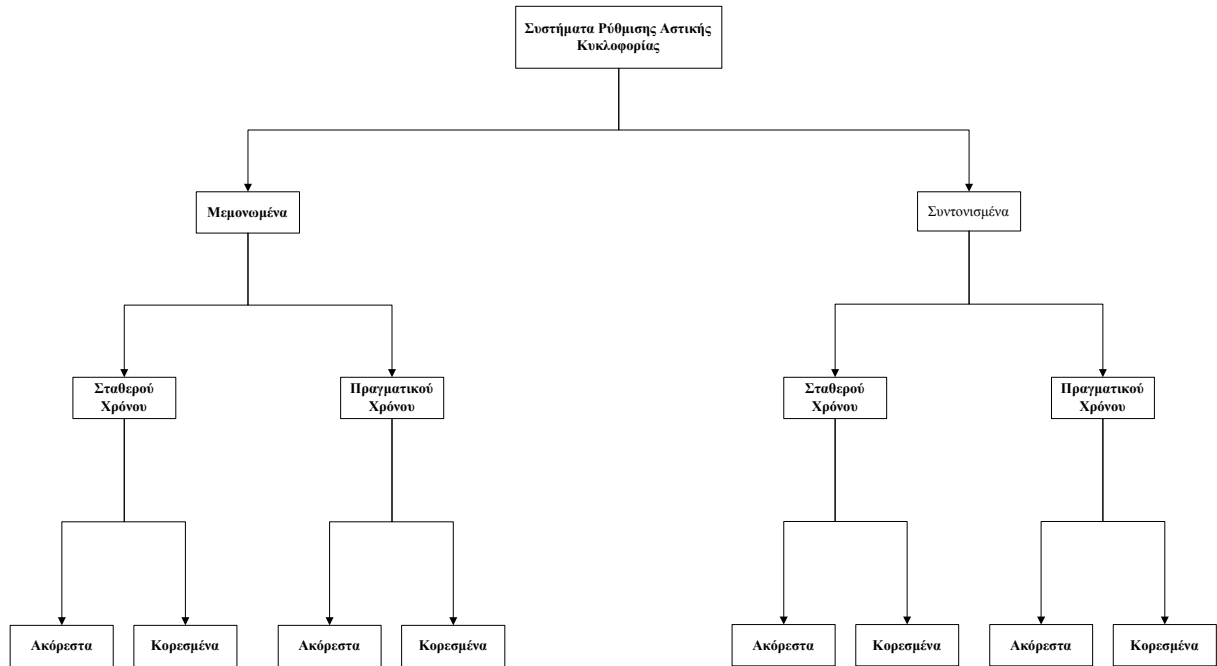 Συστήματα Ρύθμισης Αστικής
Κυκλοφορίας
Μεμονωμένα
Συντονισμένα
Σταθερού
Χρόνου
Πραγματικού
Χρόνου
Σταθερού
Χρόνου
Πραγματικού
Χρόνου
Ακόρεστα
Κορεσμένα
Ακόρεστα
Κορεσμένα
Ακόρεστα
Κορεσμένα
Ακόρεστα
Κορεσμένα